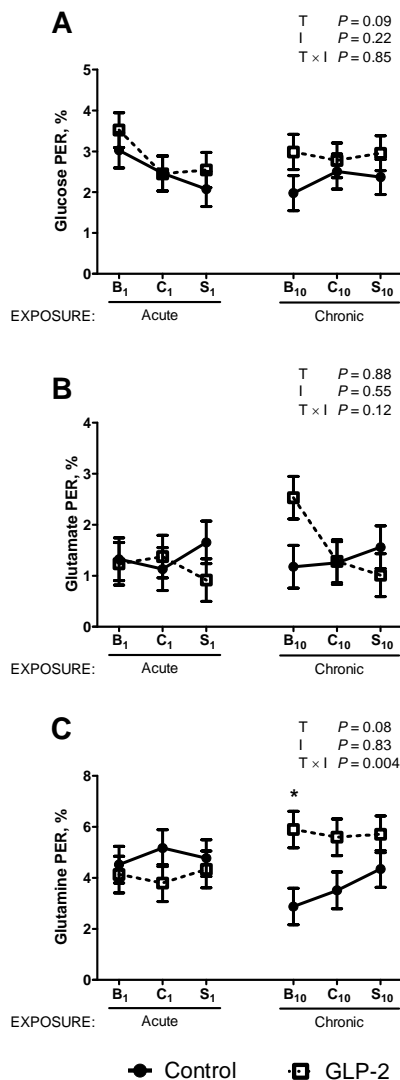 A
T P = 0.09
I P = 0.22
T × I P = 0.85
Glucose PER, %
5
4
3
2
1
0
B1 C1 S1 B10 C10 S10
EXPOSURE: Acute Chronic
B
T P = 0.88
I P = 0.55
T × I P = 0.12
Glutamate PER, %
4
3
2
1
0
B1 C1 S1 B10 C10 S10
EXPOSURE: Acute Chronic
C
T P = 0.08
I P = 0.83
T × I P = 0.004
Glutamine PER, %
8
6
4
2
0
*
B1 C1 S1 B10 C10 S10
EXPOSURE: Acute Chronic
Control GLP-2